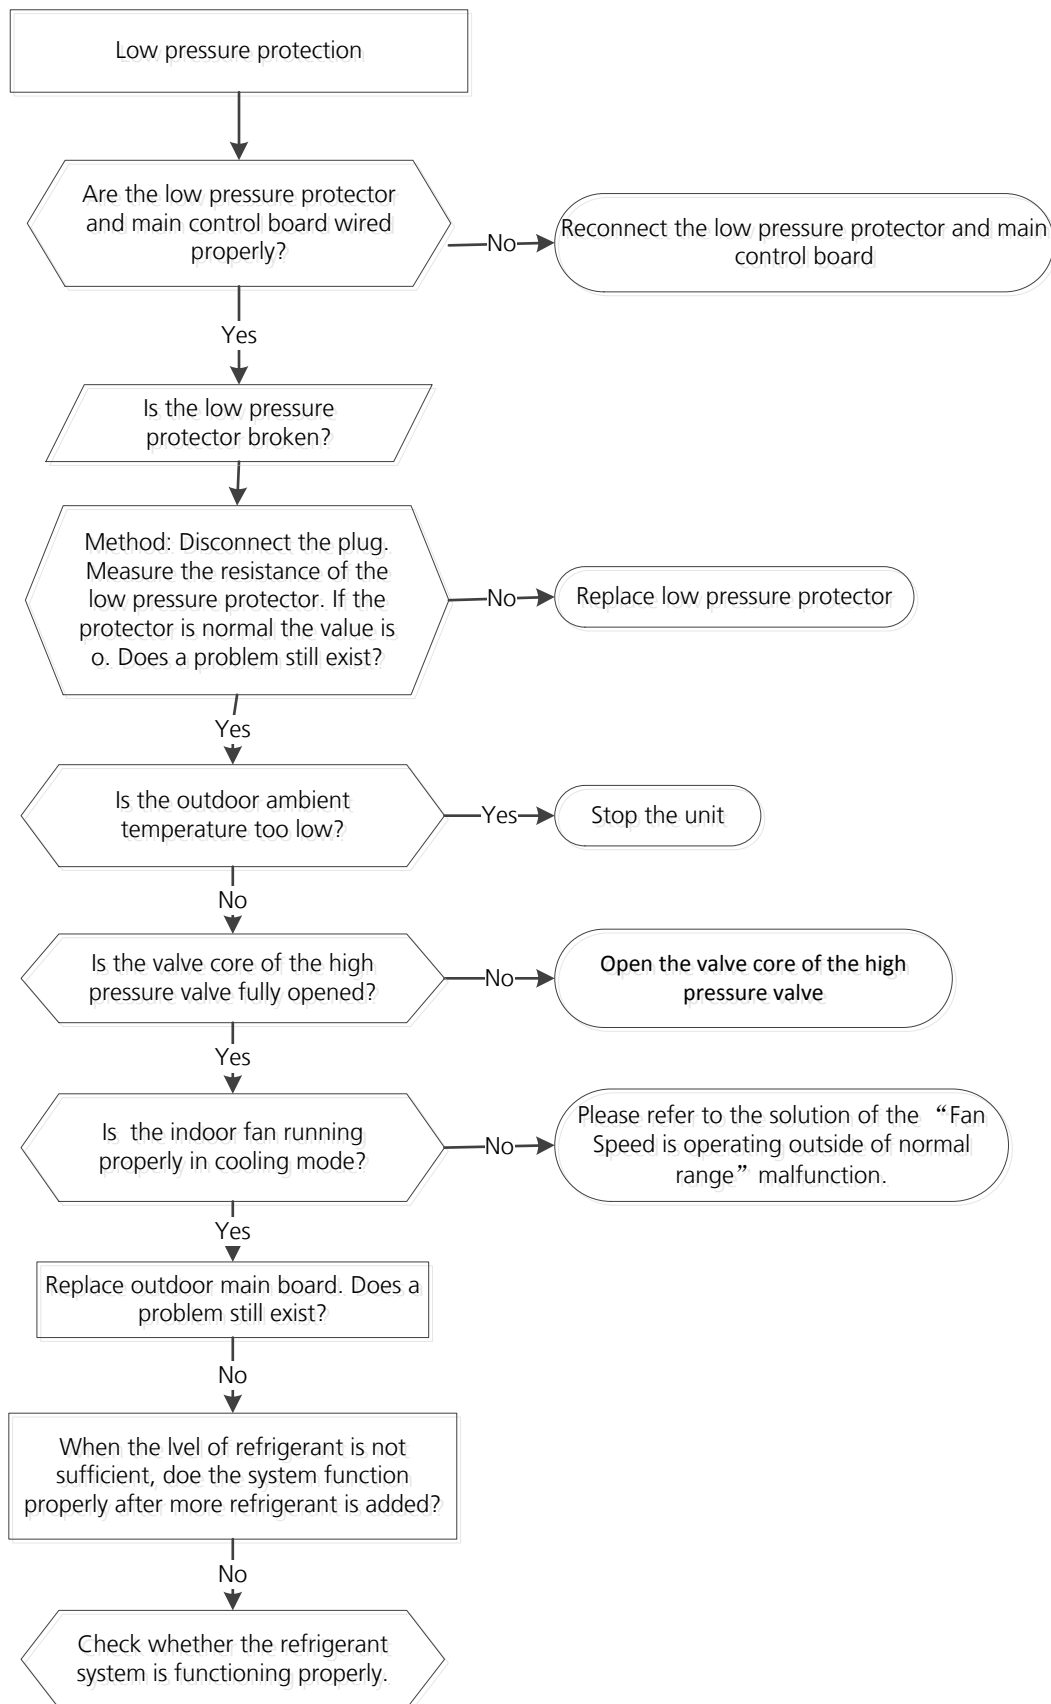 Low pressure protection
Are the low pressure protector
and main control board wired
properly?
No
Reconnect the low pressure protector and main
control board
Yes
Is the low pressure
protector broken?
Method: Disconnect the plug.
Measure the resistance of the
low pressure protector. If the
protector is normal the value is
o. Does a problem still exist?
No
Replace low pressure protector
Yes
Is the outdoor ambient
temperature too low?
Yes
Stop the unit
No
Is the valve core of the high
pressure valve fully opened?
No
Open the valve core of the high
pressure valve
Yes
Is the indoor fan running
properly in cooling mode?
No
Please refer to the solution of the “Fan
Speed is operating outside of normal
range” malfunction.
Yes
Replace outdoor main board. Does a
problem still exist?
No
When the lvel of refrigerant is not
sufficient, doe the system function
properly after more refrigerant is added?
No
Check whether the refrigerant
system is functioning properly.